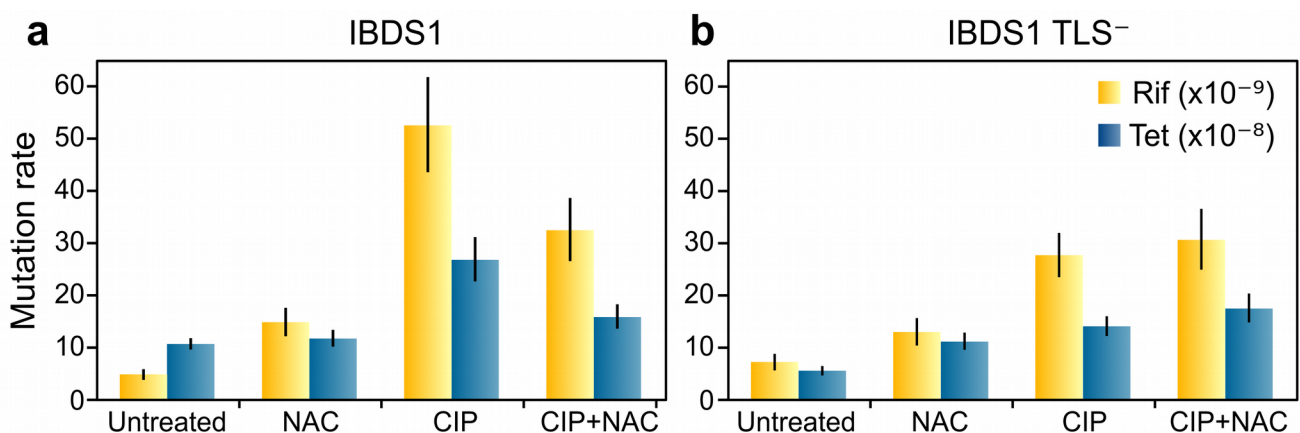 a
IBDS1
Mutation rate
60
50
40
30
20
10
0
Untreated NAC CIP CIP+NAC
b
IBDS1 TLS⁻
Rif (x10⁻⁹)
Tet (x10⁻⁸)
60
50
40
30
20
10
0
Untreated NAC CIP CIP+NAC